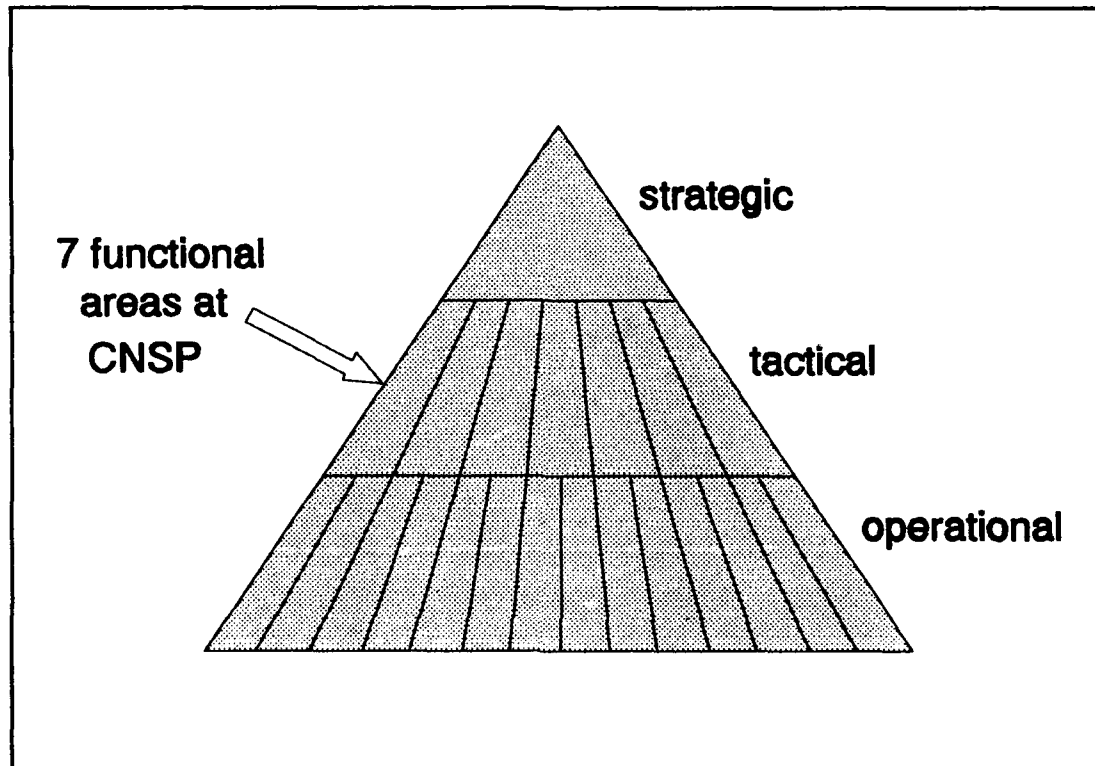 strategic
7 functional
areas at
CNSP
tactical
operational